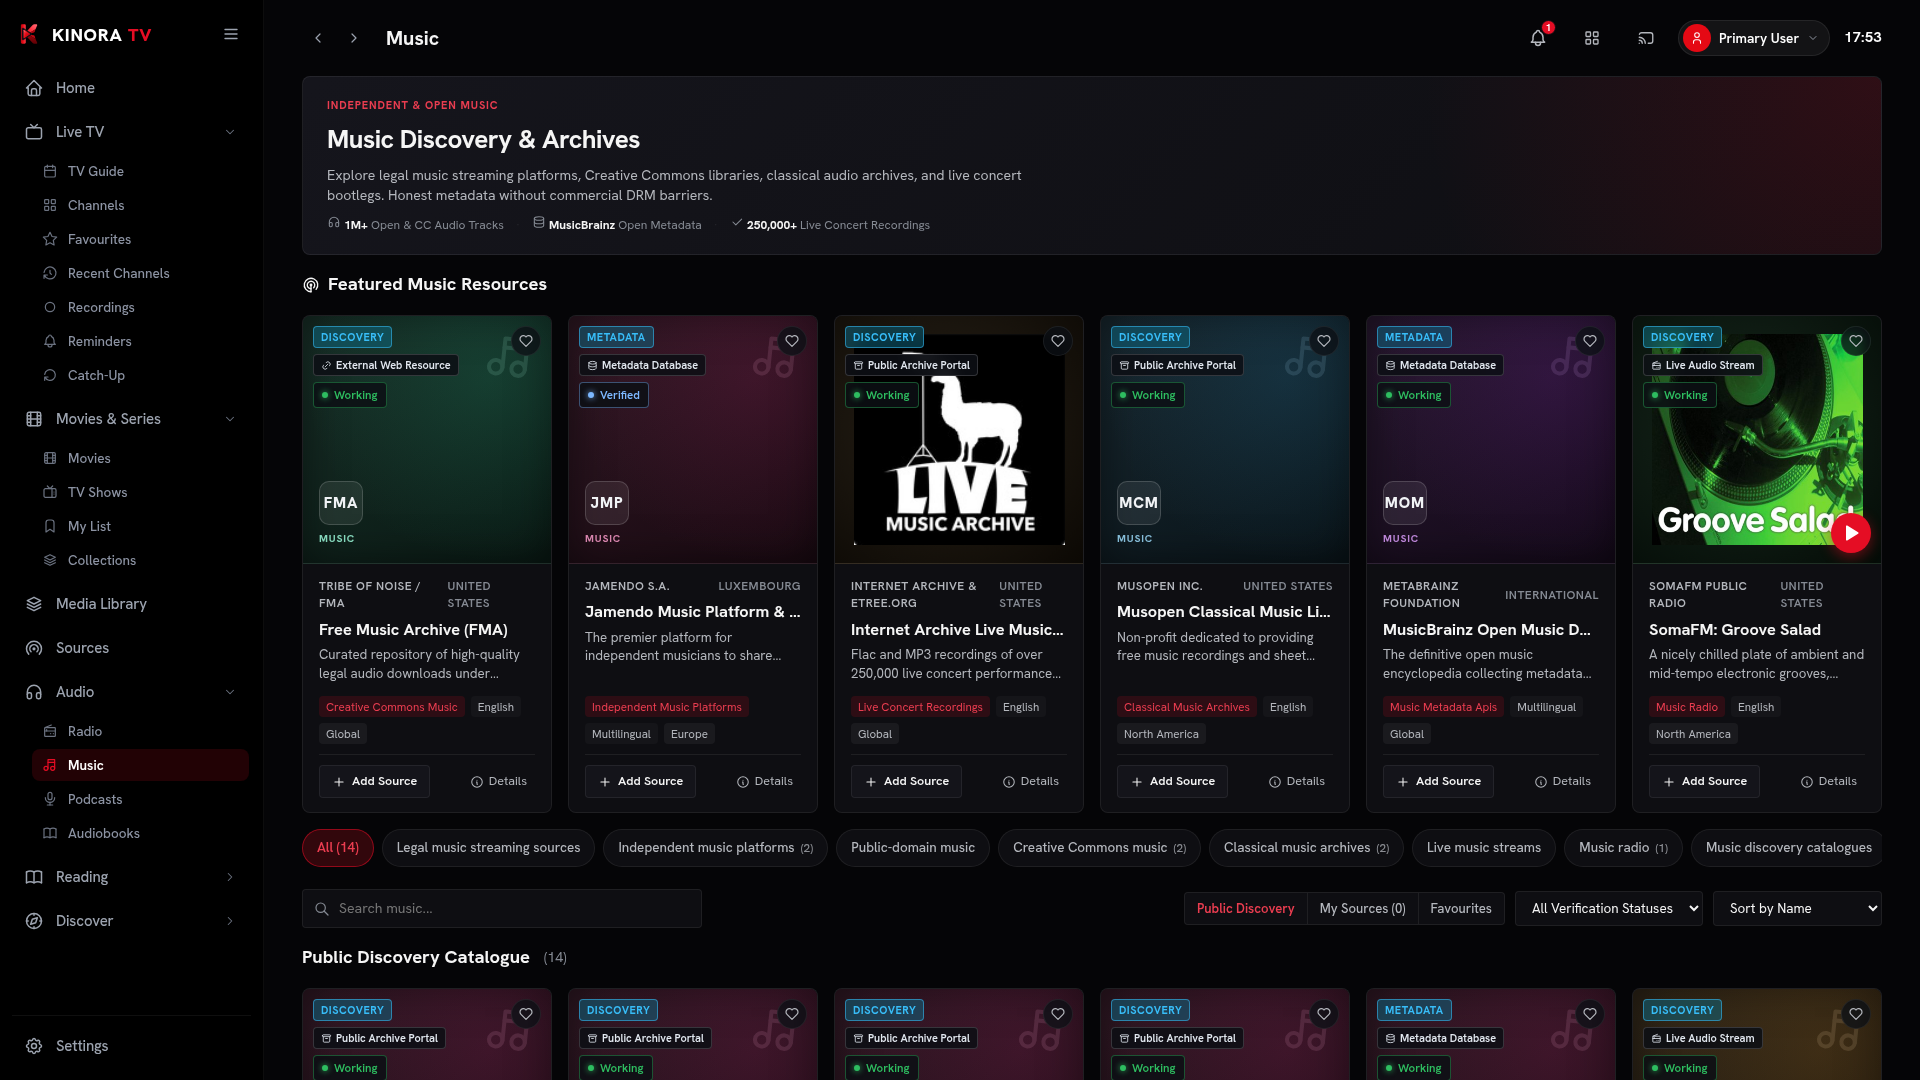 KINORA TV
Home
Live TV
TV Guide
Channels
Favourites
Recent Channels
Recordings
Reminders
Catch-Up
Movies & Series
Movies
TV Shows
My List
Collections
Media Library
Sources
Audio
Radio
Music
Podcasts
Audiobooks
Reading
Discover
Settings
Music
1
Primary User
17:53
INDEPENDENT & OPEN MUSIC
Music Discovery & Archives
Explore legal music streaming platforms, Creative Commons libraries, classical audio archives, and live concert
bootlegs. Honest metadata without commercial DRM barriers.
1M+ Open & CC Audio Tracks
MusicBrainz Open Metadata
250,000+ Live Concert Recordings
Featured Music Resources
DISCOVERY
External Web Resource
Working
FMA
MUSIC
TRIBE OF NOISE /
FMA
UNITED
STATES
Free Music Archive (FMA)
Curated repository of high-quality
legal audio downloads under...
Creative Commons Music
English
Global
Add Source
Details
METADATA
Metadata Database
Verified
JMP
MUSIC
JAMENDO S.A.
LUXEMBOURG
Jamendo Music Platform & ...
The premier platform for
independent musicians to share...
Independent Music Platforms
Multilingual
Europe
Add Source
Details
DISCOVERY
Public Archive Portal
Working
LIVE
MUSIC ARCHIVE
INTERNET ARCHIVE &
ETREE.ORG
UNITED
STATES
Internet Archive Live Music...
Flac and MP3 recordings of over
250,000 live concert performance...
Live Concert Recordings
English
Global
Add Source
Details
DISCOVERY
Public Archive Portal
Working
MCM
MUSIC
MUSOPEN INC.
UNITED STATES
Musopen Classical Music Li...
Non-profit dedicated to providing
free music recordings and sheet...
Classical Music Archives
English
North America
Add Source
Details
METADATA
Metadata Database
Working
MOM
MUSIC
METABRAINZ
FOUNDATION
INTERNATIONAL
MusicBrainz Open Music D...
The definitive open music
encyclopedia collecting metadata...
Music Metadata Apis
Multilingual
Global
Add Source
Details
DISCOVERY
Live Audio Stream
Working
Groove Salad
SOMAFM PUBLIC
RADIO
UNITED
STATES
SomaFM: Groove Salad
A nicely chilled plate of ambient and
mid-tempo electronic grooves,...
Music Radio
English
North America
Add Source
Details
All (14)
Legal music streaming sources
Independent music platforms (2)
Public-domain music
Creative Commons music (2)
Classical music archives (2)
Live music streams
Music radio (1)
Music discovery catalogues
Search music...
Public Discovery
My Sources (0)
Favourites
All Verification Statuses
Sort by Name
Public Discovery Catalogue (14)
DISCOVERY
Public Archive Portal
Working
DISCOVERY
Public Archive Portal
Working
DISCOVERY
Public Archive Portal
Working
DISCOVERY
Public Archive Portal
Working
METADATA
Metadata Database
Working
DISCOVERY
Live Audio Stream
Working